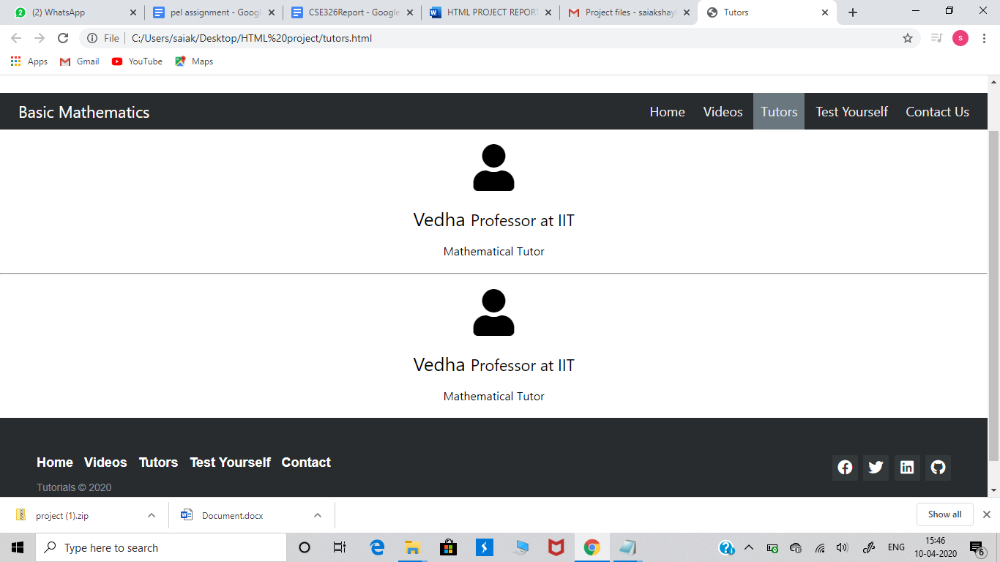 (2) WhatsApp
pel assignment - Googl
CSE326Report - Google
HTML PROJECT REPORT
Project files - saiakshay
Tutors
File C:/Users/saiak/Desktop/HTML%20project/tutors.html
s
Apps Gmail YouTube Maps
Basic Mathematics Home Videos Tutors Test Yourself Contact Us
Vedha Professor at IIT
Mathematical Tutor
Vedha Professor at IIT
Mathematical Tutor
Home Videos Tutors Test Yourself Contact
Tutorials © 2020
project (1).zip Document.docx Show all
Type here to search ENG 15:46
10-04-2020 6